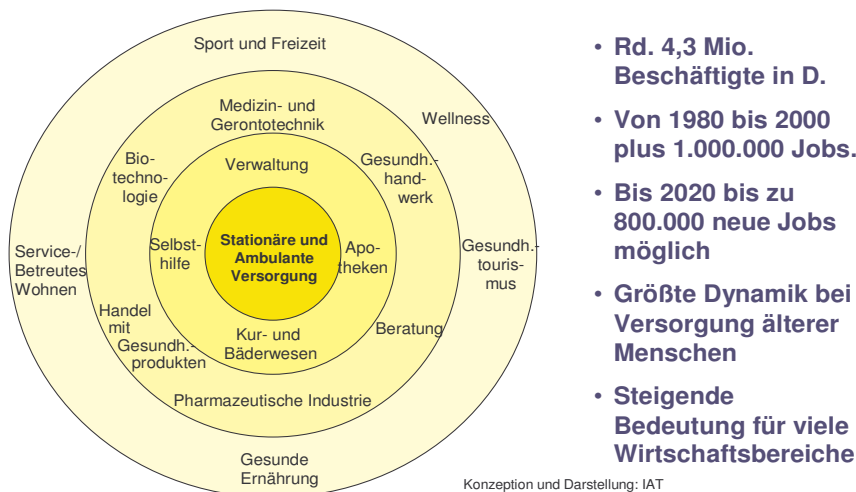 Sport und Freizeit
Medizin- und
Gerontotechnik
Wellness
Bio-
techno-
logie
Verwaltung
Gesundh.-
hand-
werk
Selbst-
hilfe
Stationäre und
Ambulante
Versorgung
Apo-
theken
Service-/
Betreutes
Wohnen
Gesundh.-
touris-
mus
Handel
mit
Gesundh.-
produkten
Kur- und
Bäderwesen
Beratung
Pharmazeutische Industrie
Gesunde
Ernährung
• Rd. 4,3 Mio.
Beschäftigte in D.
• Von 1980 bis 2000
plus 1.000.000 Jobs.
• Bis 2020 bis zu
800.000 neue Jobs
möglich
• Größte Dynamik bei
Versorgung älterer
Menschen
• Steigende
Bedeutung für viele
Wirtschaftsbereiche
Konzeption und Darstellung: IAT